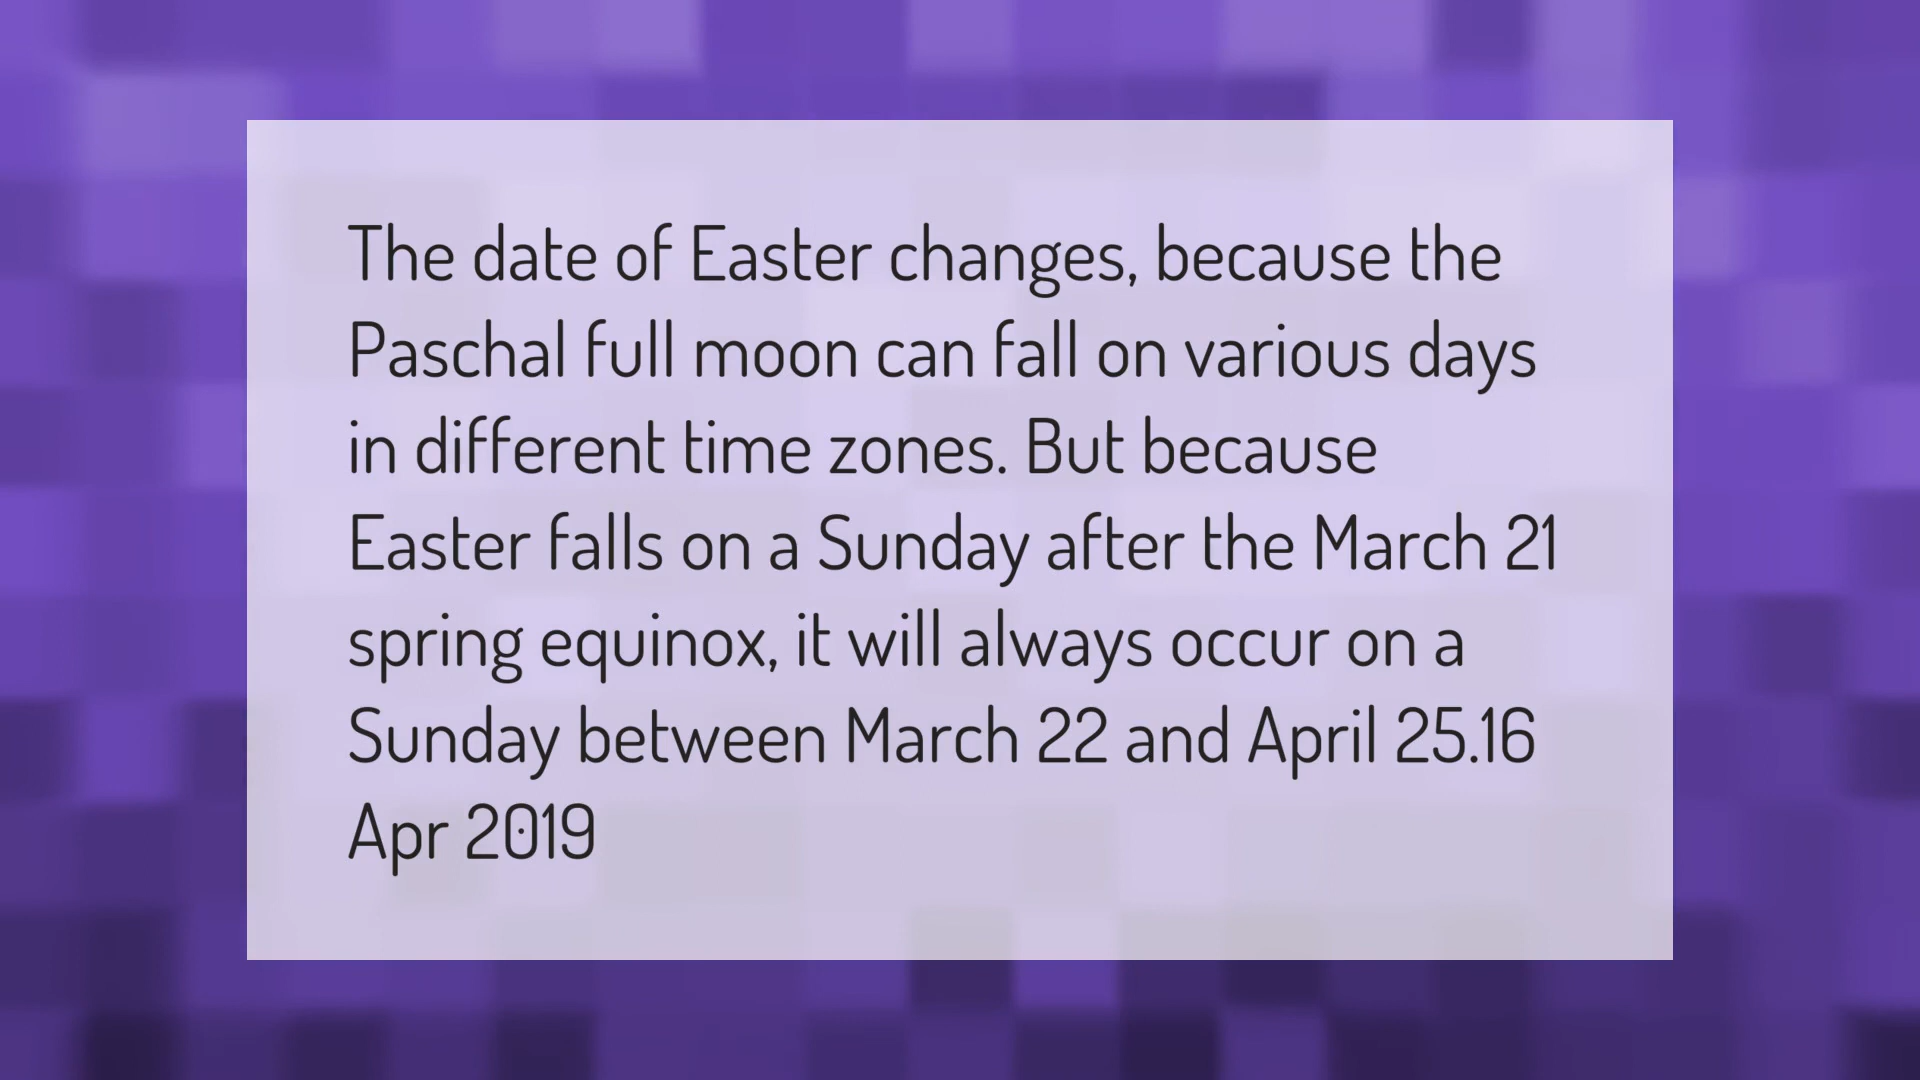 The date of Easter changes, because the
Paschal full moon can fall on various days
in different time zones. But because
Easter falls on a Sunday after the March 21
spring equinox, it will always occur on a
Sunday between March 22 and April 25.16
Apr 2019